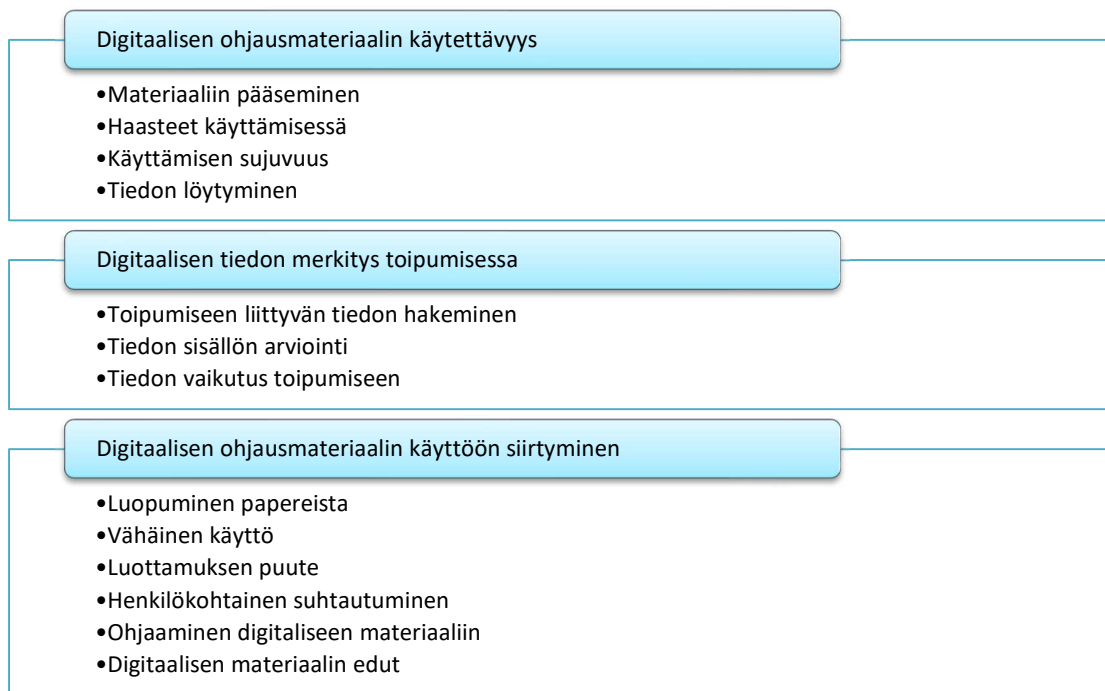 Digitaalisen ohjausmateriaalin käytettävyys
•Materiaaliin pääseminen
•Haasteet käyttämisessä
•Käyttämisen sujuvuus
•Tiedon löytyminen
Digitaalisen tiedon merkitys toipumisessa
•Toipumiseen liittyvän tiedon hakeminen
•Tiedon sisällön arviointi
•Tiedon vaikutus toipumiseen
Digitaalisen ohjausmateriaalin käyttöön siirtyminen
•Luopuminen papereista
•Vähäinen käyttö
•Luottamuksen puute
•Henkilökohtainen suhtautuminen
•Ohjaaminen digitaliseen materiaaliin
•Digitaalisen materiaalin edut